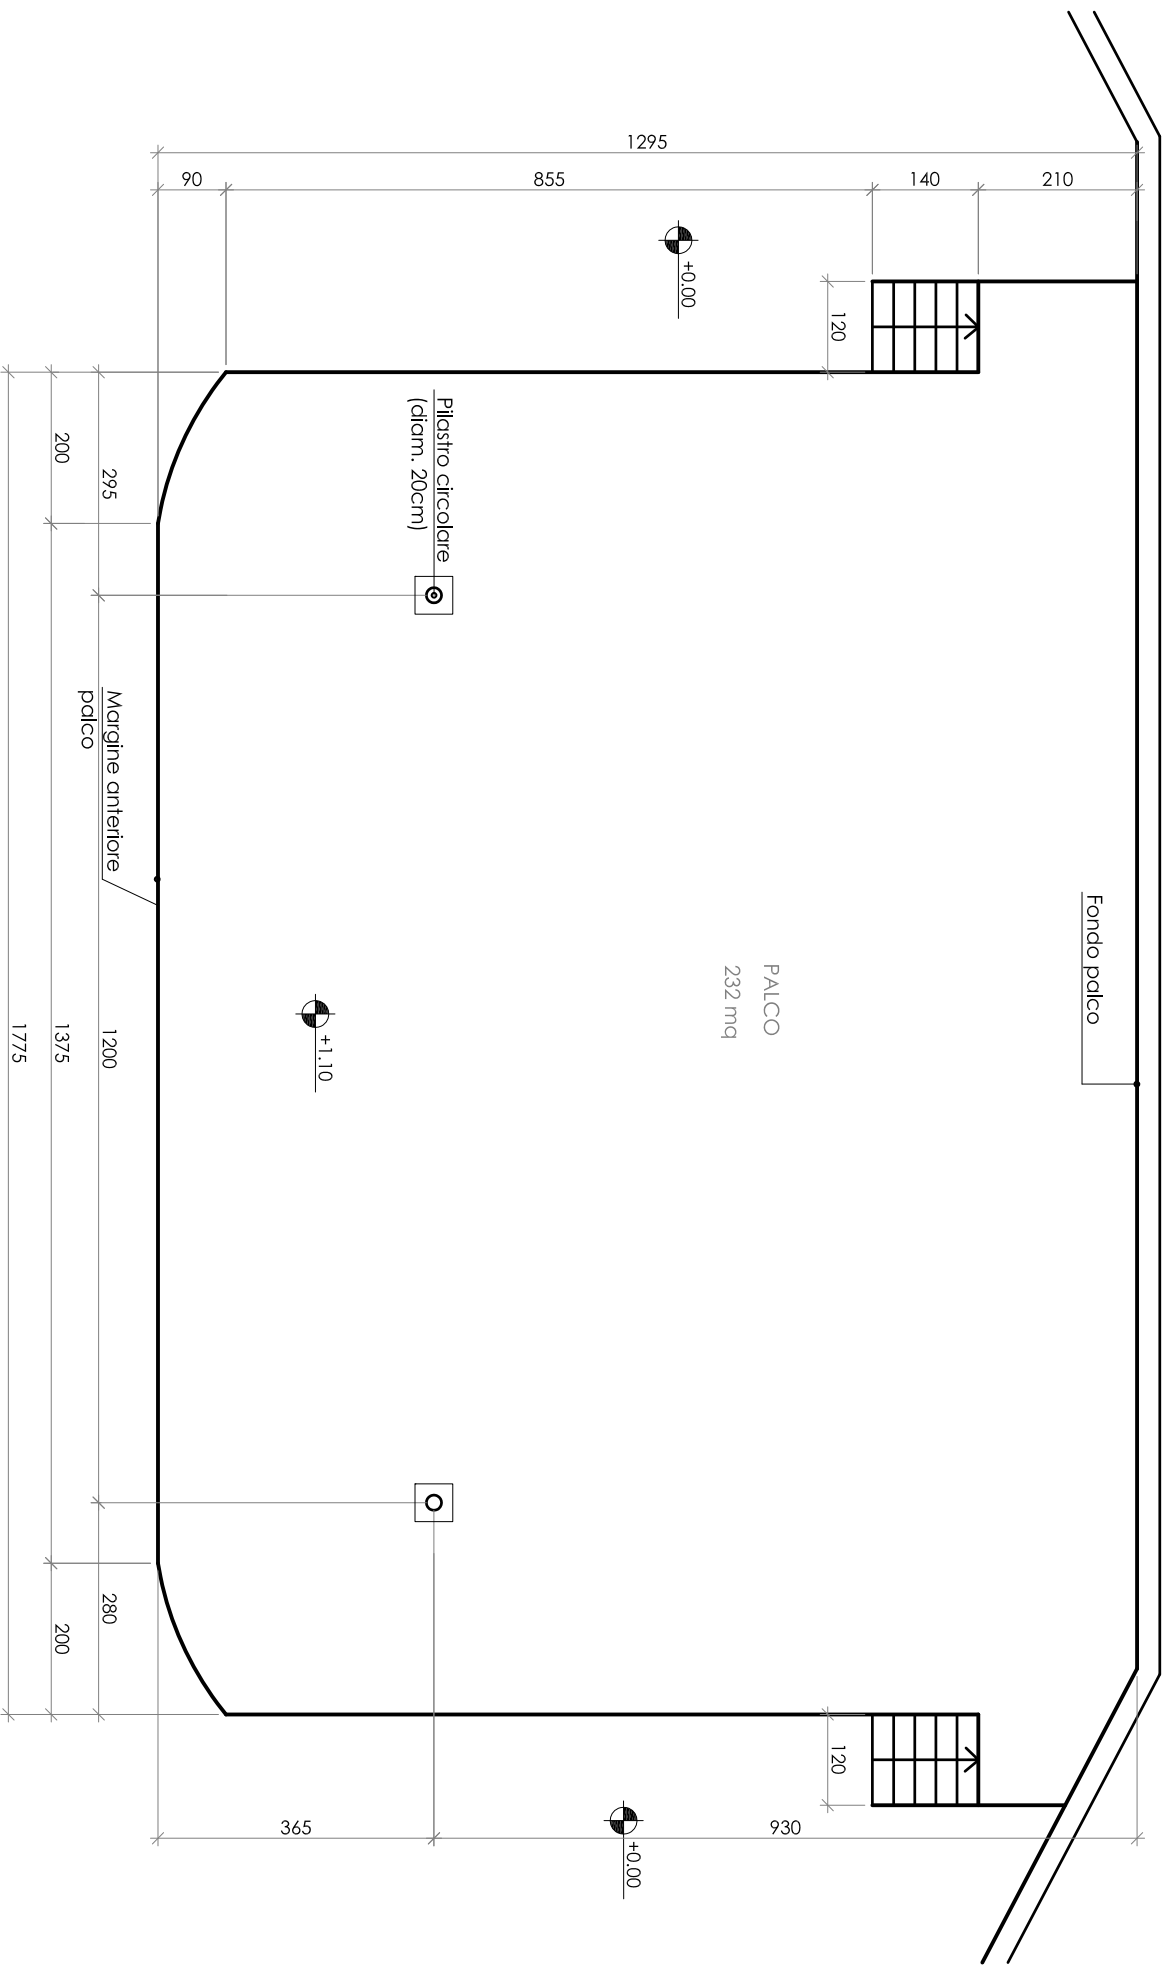 1295
90
855
140
210
+0.00
120
Pilastro circolare
(diam. 20cm)
200
295
Margine anteriore
palco
Fondo palco
PALCO
232 mq
+1.10
1200
1375
1775
280
200
120
365
930
+0.00